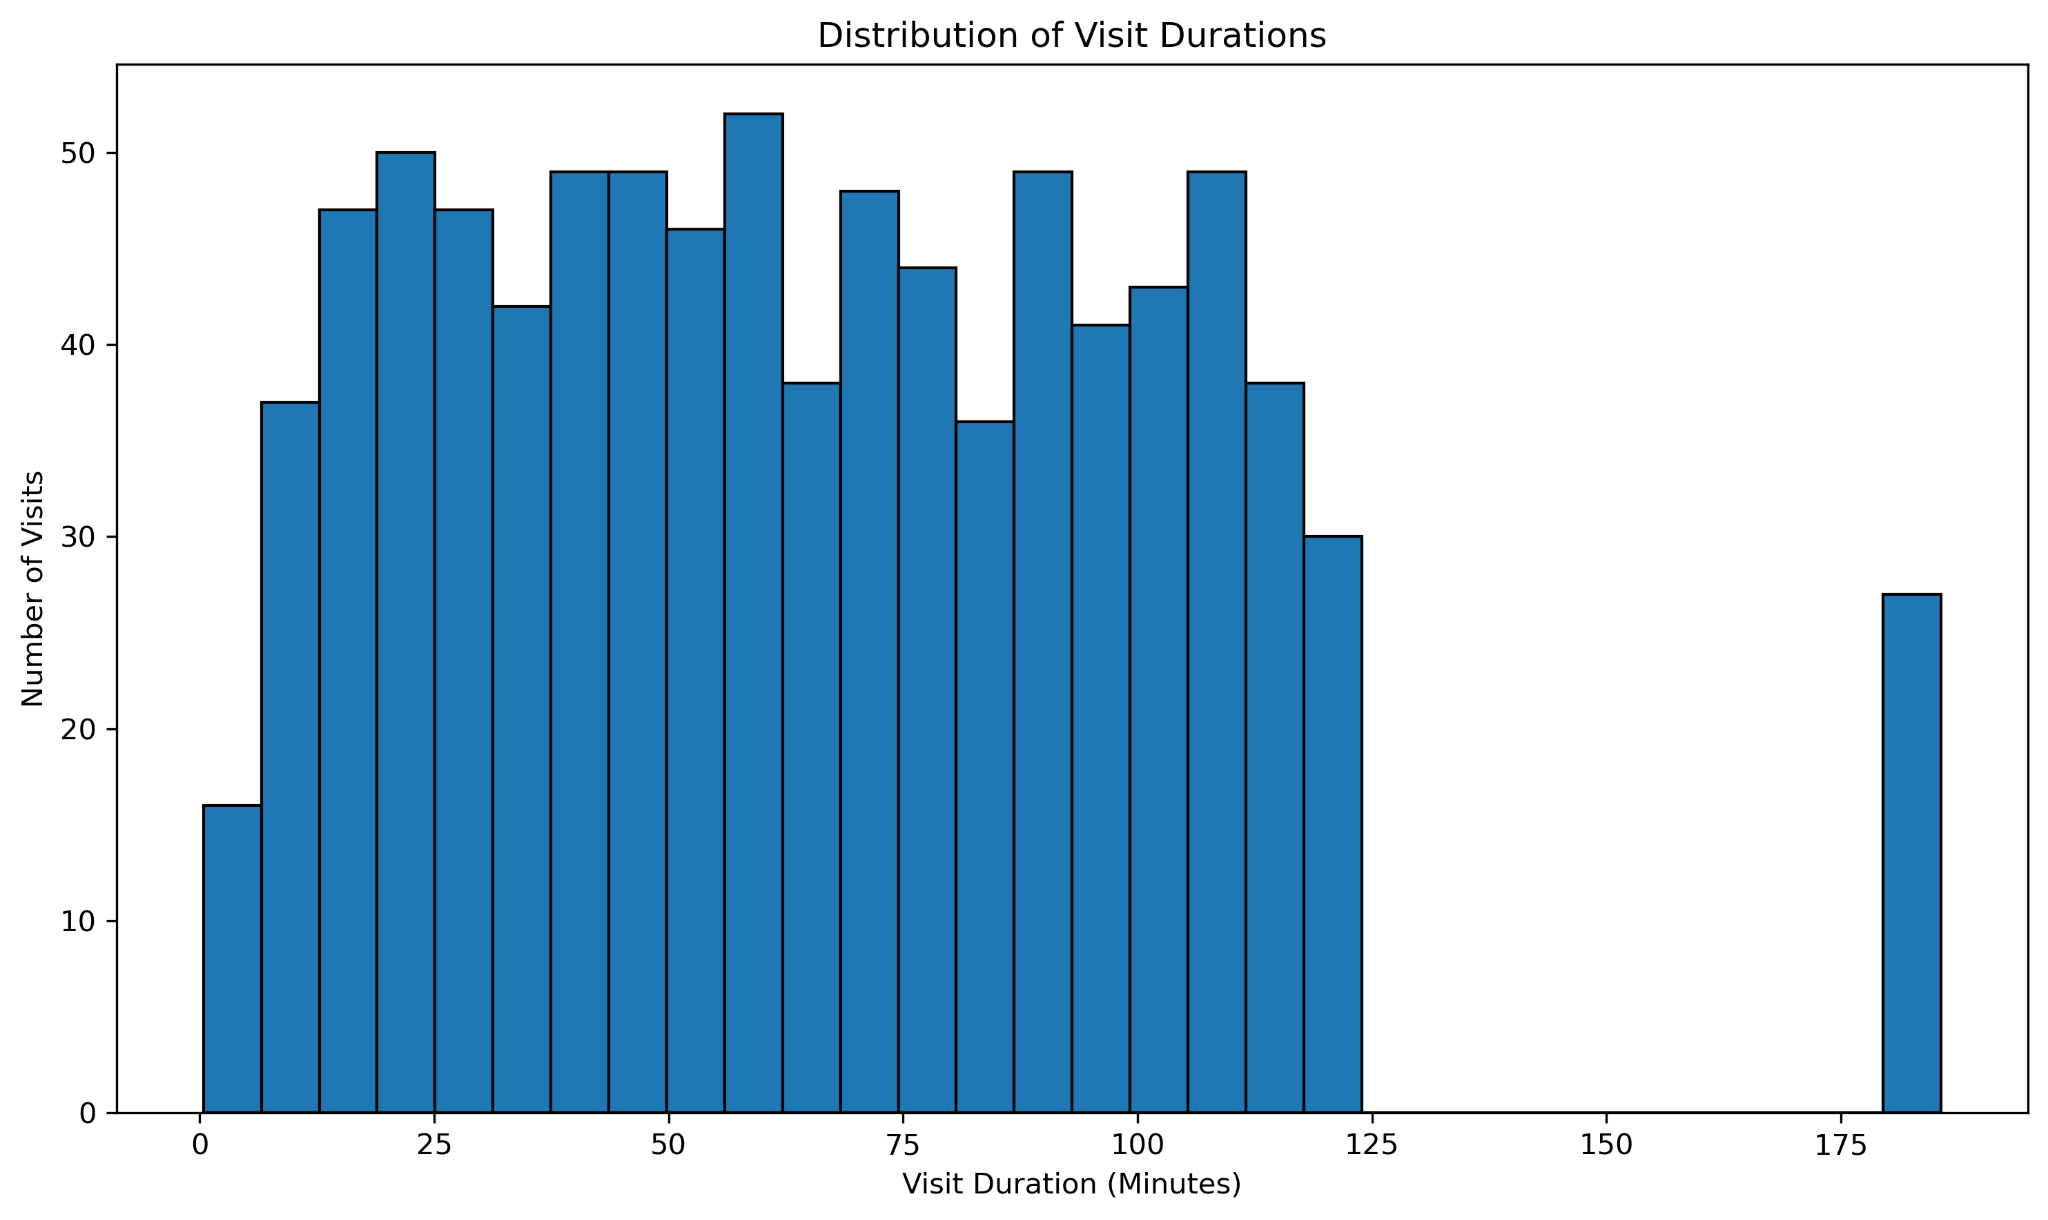 Distribution of Visit Durations
50
40
30
20
10
0
Number of Visits
0 25 50 75 100 125 150 175
Visit Duration (Minutes)